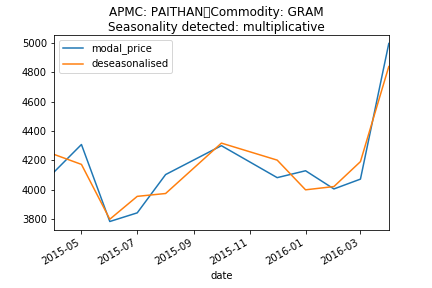 APMC: PAITHAN Commodity: GRAM
Seasonality detected: multiplicative
modal_price
deseasonalised
5000
4800
4600
4400
4200
4000
3800
2015-05
2015-07
2015-09
2015-11
2016-01
2016-03
date